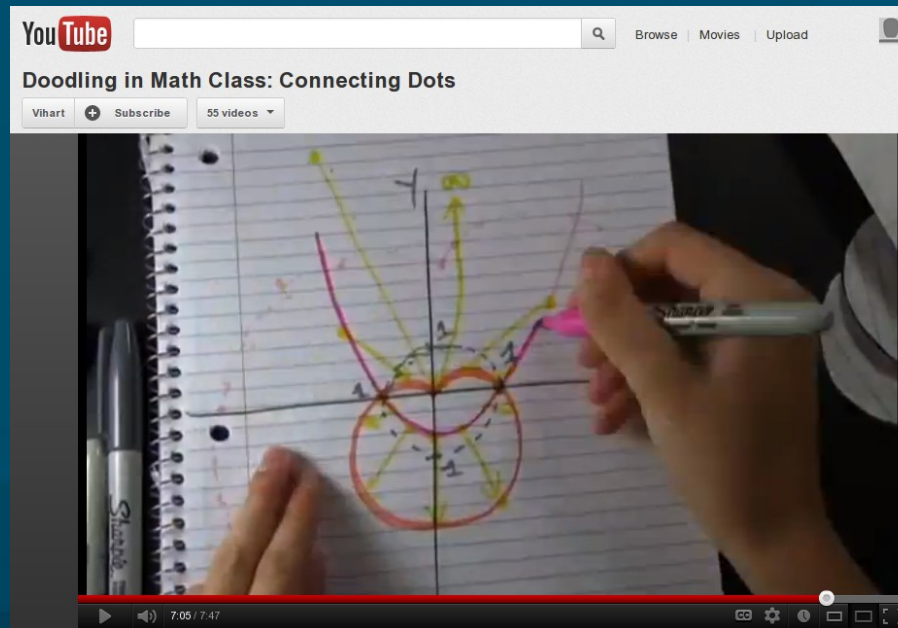 YouTube
Browse | Movies | Upload
Doodling in Math Class: Connecting Dots
Vihart
Subscribe
55 videos
Y
∞
1
1
1
1
Sharpie
Sharpie
7:05 / 7:47
CC